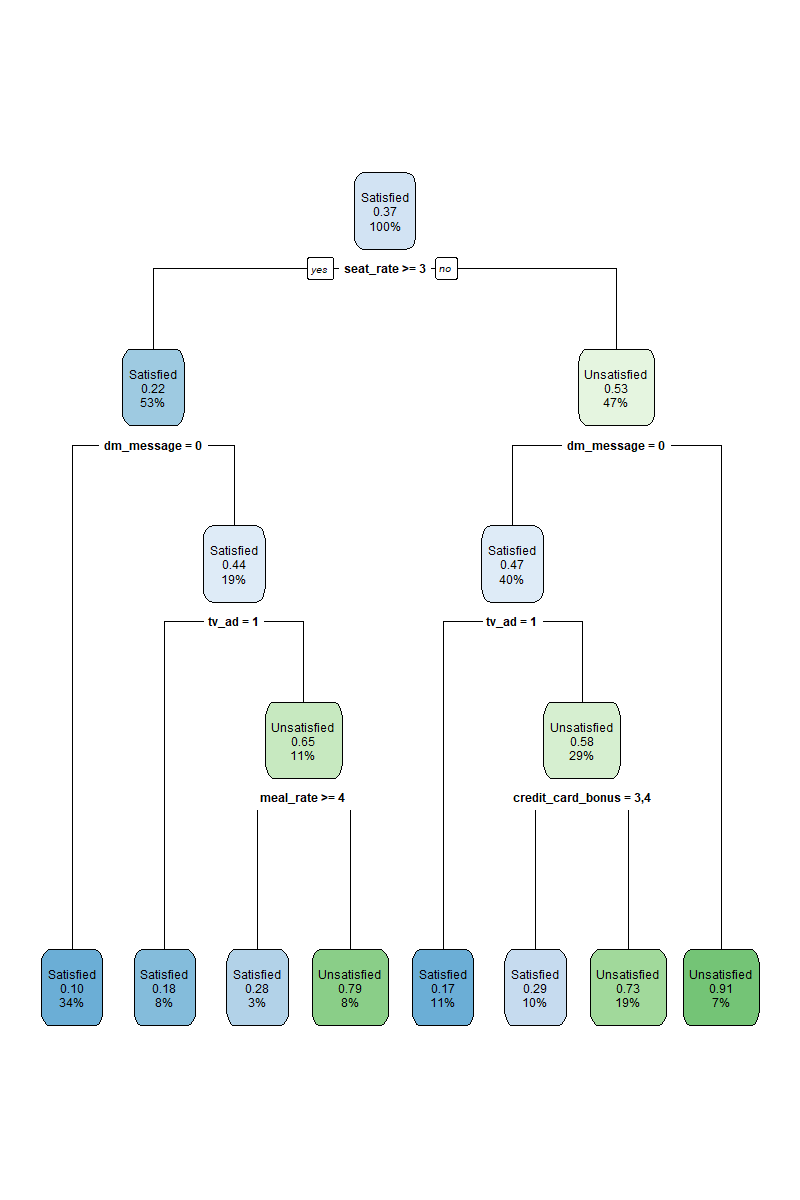 Satisfied
0.37
100%
yes seat_rate >= 3 no
Satisfied
0.22
53%
Unsatisfied
0.53
47%
dm_message = 0
dm_message = 0
Satisfied
0.44
19%
Satisfied
0.47
40%
tv_ad = 1
tv_ad = 1
Unsatisfied
0.65
11%
Unsatisfied
0.58
29%
meal_rate >= 4
credit_card_bonus = 3,4
Satisfied
0.10
34%
Satisfied
0.18
8%
Satisfied
0.28
3%
Unsatisfied
0.79
8%
Satisfied
0.17
11%
Satisfied
0.29
10%
Unsatisfied
0.73
19%
Unsatisfied
0.91
7%